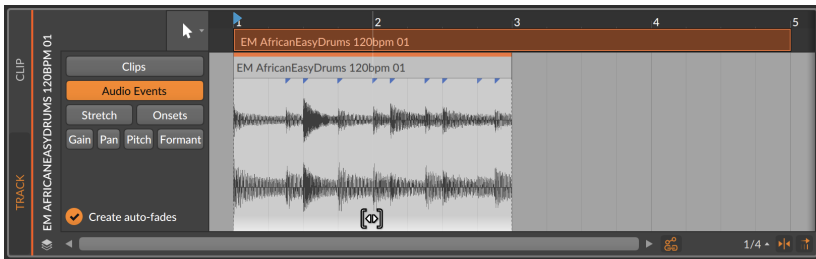 1 2 3 4 5
EM AfricanEasyDrums 120bpm 01
EM AfricanEasyDrums 120bpm 01
CLIP
TRACK
EM AFRICANEASYDRUMS 120BPM 01
Clips
Audio Events
Stretch Onsets
Gain Pan Pitch Formant
Create auto-fades
1/4